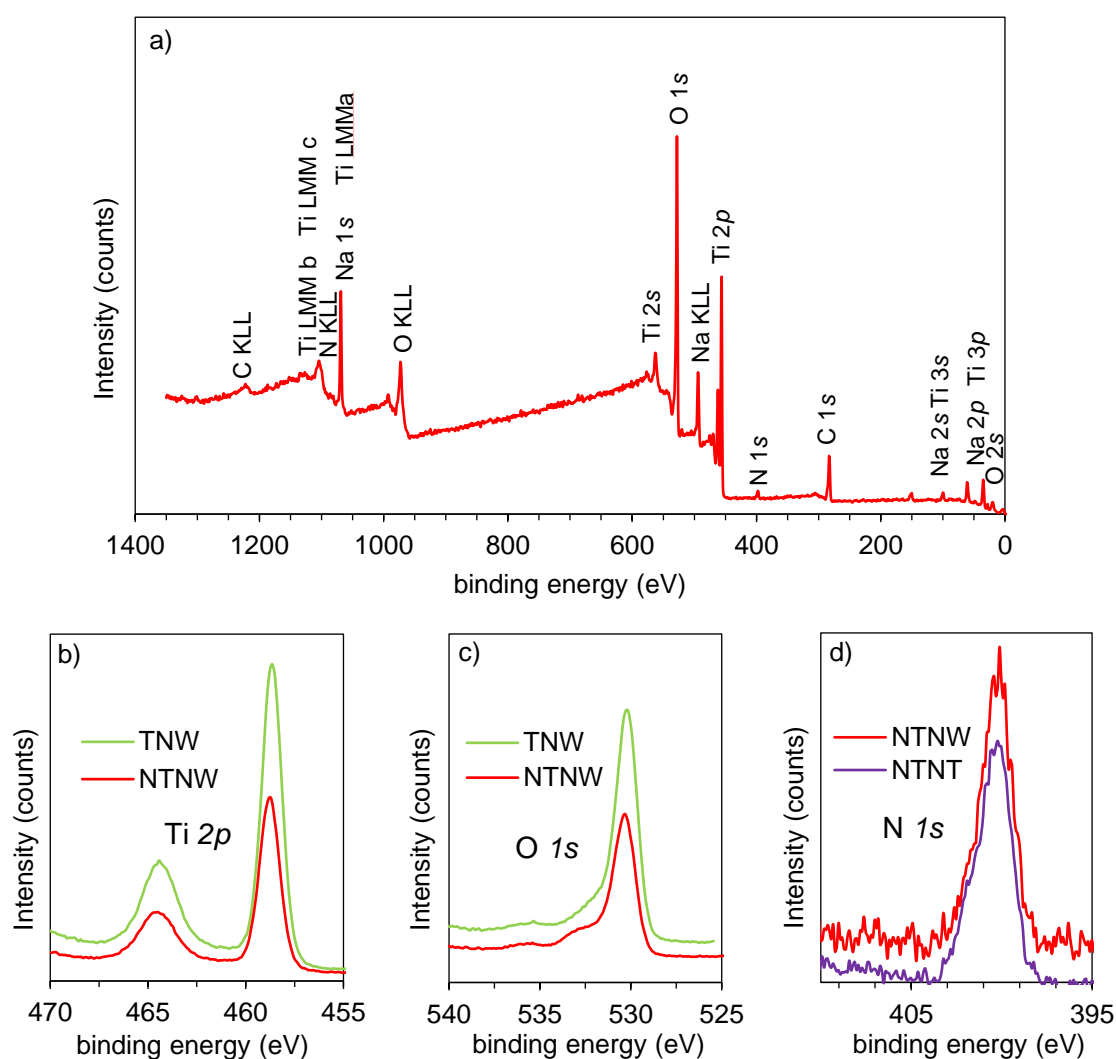 a)
Intensity (counts)
C KLL
Ti LMM b Ti LMM c
N KLL
Na 1s Ti LMMa
O KLL
Ti 2s
O 1s
Na KLL
Ti 2p
N 1s
C 1s
Na 2s Ti 3s
Na 2p Ti 3p
O 2s
1400 1200 1000 800 600 400 200 0
binding energy (eV)
b)
Intensity (counts)
TNW
NTNW
Ti 2p
470 465 460 455
binding energy (eV)
c)
Intensity (counts)
TNW
NTNW
O 1s
540 535 530 525
binding energy (eV)
d)
Intensity (counts)
NTNW
NTNT
N 1s
405 395
binding energy (eV)